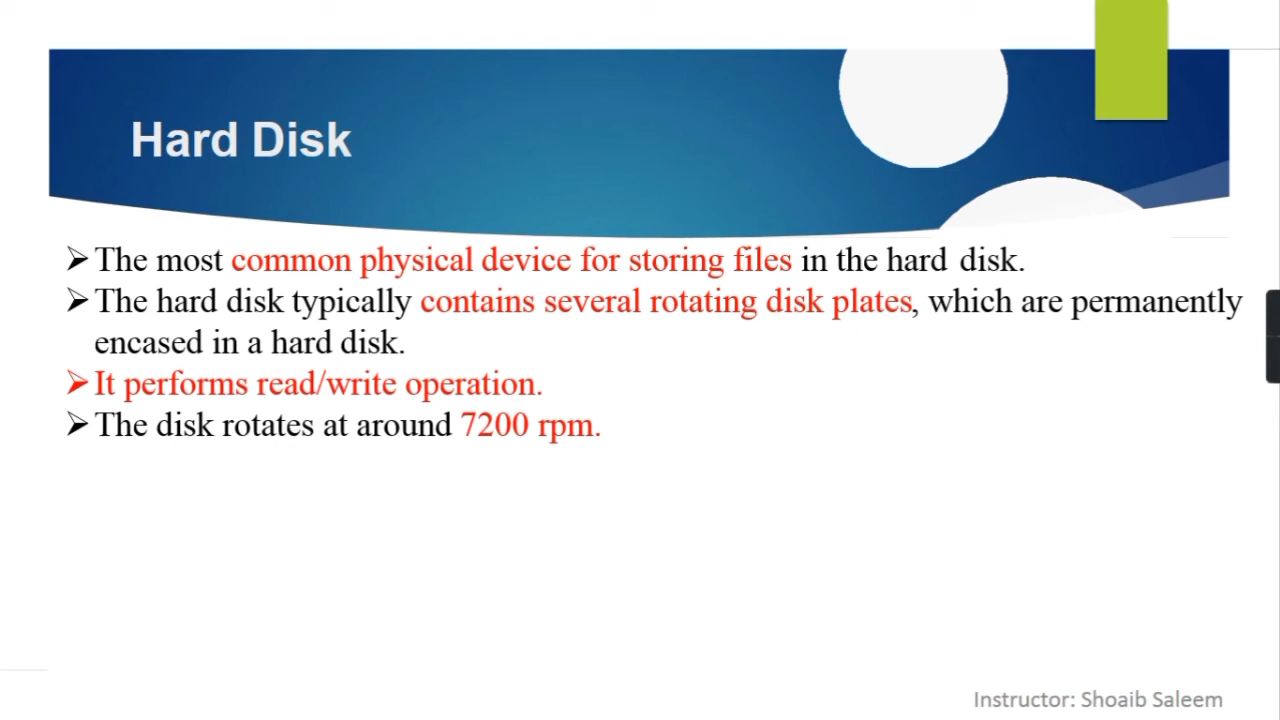 Hard Disk
➢The most common physical device for storing files in the hard disk.
➢The hard disk typically contains several rotating disk plates, which are permanently
encased in a hard disk.
➢It performs read/write operation.
➢The disk rotates at around 7200 rpm.
Instructor: Shoaib Saleem